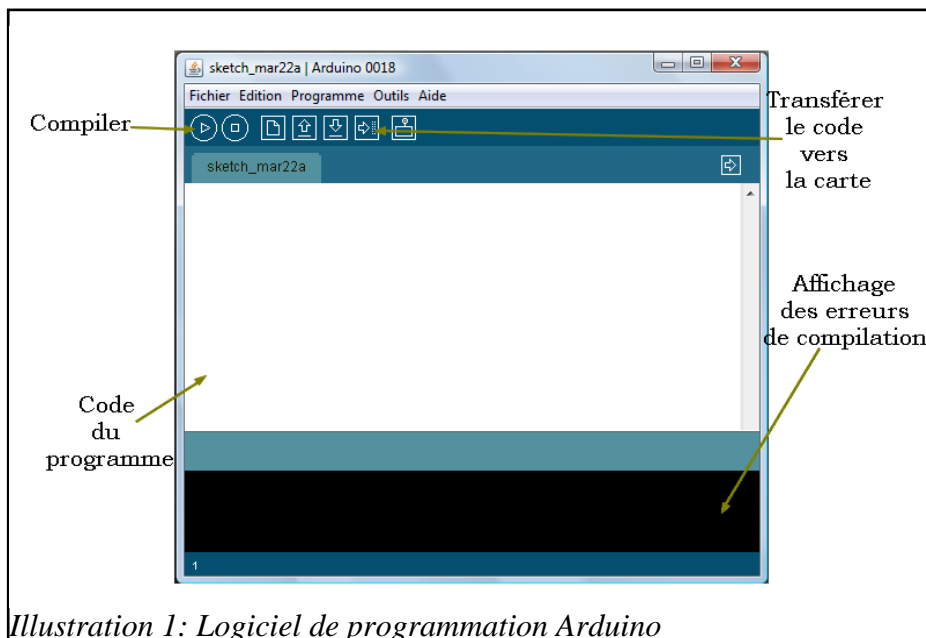 sketch_mar22a | Arduino 0018
Fichier Edition Programme Outils Aide
Compiler
Transférer
le code
vers
la carte
sketch_mar22a
Affichage
des erreurs
de compilation
Code
du
programme
1
Illustration 1: Logiciel de programmation Arduino